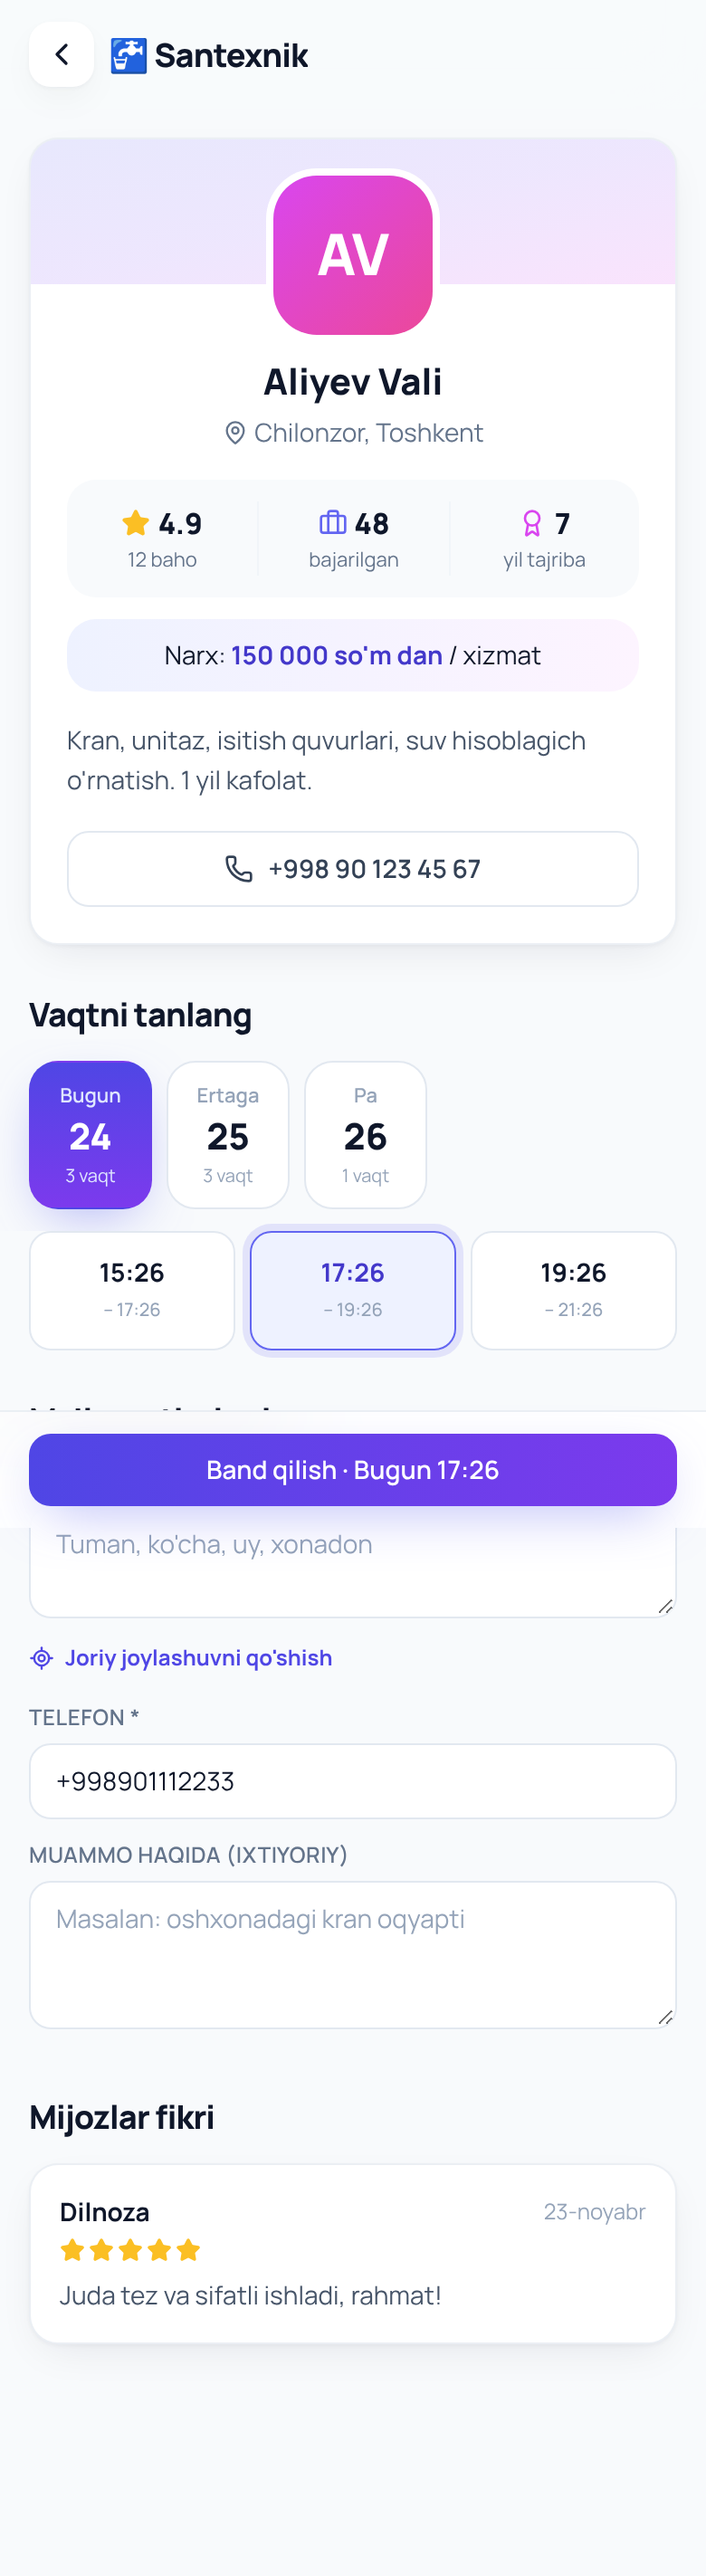 Santexnik
AV
Aliyev Vali
Chilonzor, Toshkent
4.9 48 7
12 baho bajarilgan yil tajriba
Narx: 150 000 so'm dan / xizmat
Kran, unitaz, isitish quvurlari, suv hisoblagich
o'rnatish. 1 yil kafolat.
+998 90 123 45 67
Vaqtni tanlang
Bugun Ertaga Pa
24 25 26
3 vaqt 3 vaqt 1 vaqt
15:26 17:26 19:26
– 17:26 – 19:26 – 21:26
Band qilish · Bugun 17:26
Tuman, ko'cha, uy, xonadon
Joriy joylashuvni qo'shish
TELEFON *
+998901112233
MUAMMO HAQIDA (IXTIYORIY)
Masalan: oshxonadagi kran oqyapti
Mijozlar fikri
Dilnoza 23-noyabr
Juda tez va sifatli ishladi, rahmat!